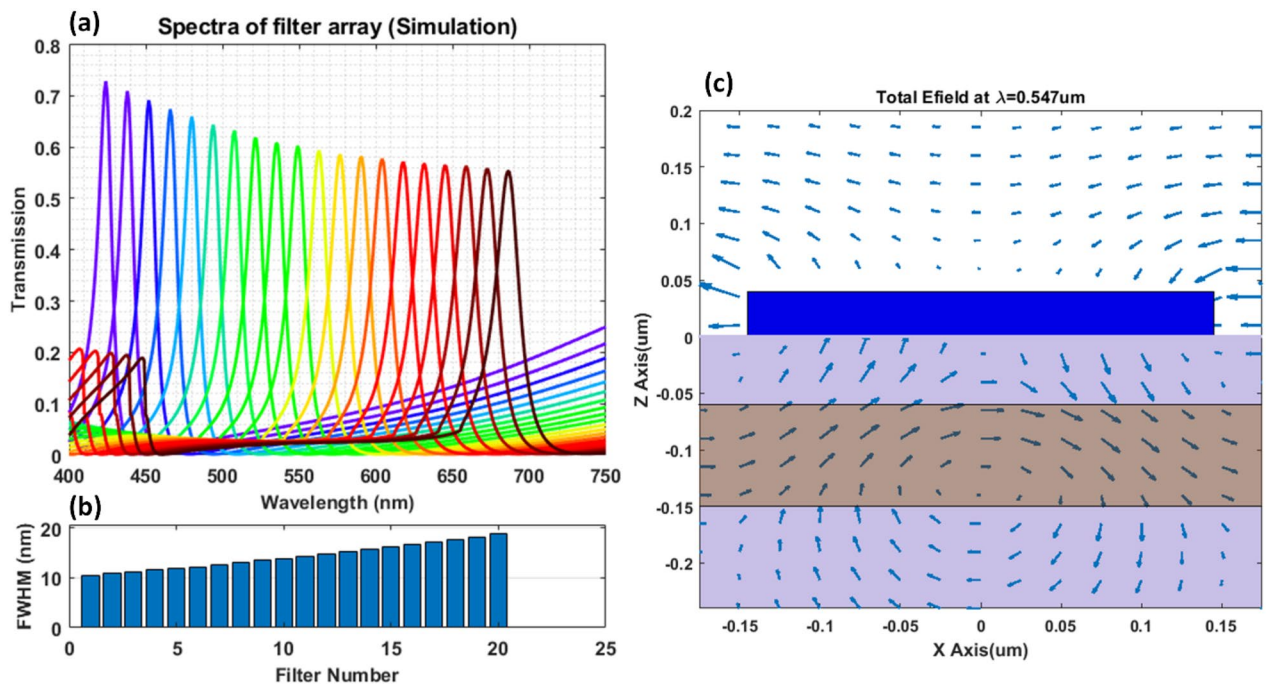 (a)
Spectra of filter array (Simulation)
0.8
0.7
0.6
0.5
0.4
0.3
0.2
0.1
0
Transmission
400 450 500 550 600 650 700 750
Wavelength (nm)
(b)
20
10
0
FWHM (nm)
0 5 10 15 20 25
Filter Number
(c)
Total Efield at λ=0.547um
0.2
0.15
0.1
0.05
0
-0.05
-0.1
-0.15
-0.2
Z Axis(um)
-0.15 -0.1 -0.05 0 0.05 0.1 0.15
X Axis(um)